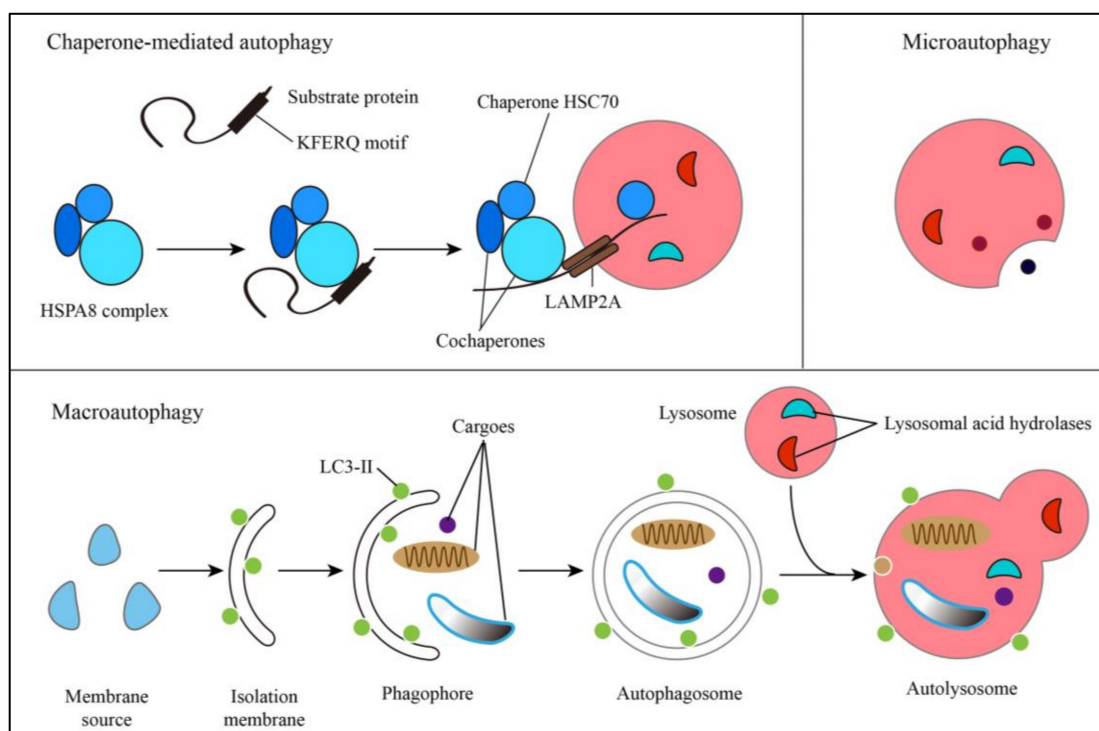 Chaperone-mediated autophagy
Microautophagy
Substrate protein
Chaperone HSC70
KFERQ motif
HSPA8 complex
LAMP2A
Cochaperones
Macroautophagy
Cargoes
Lysosome
Lysosomal acid hydrolases
LC3-II
Membrane
source
Isolation
membrane
Phagophore
Autophagosome
Autolysosome